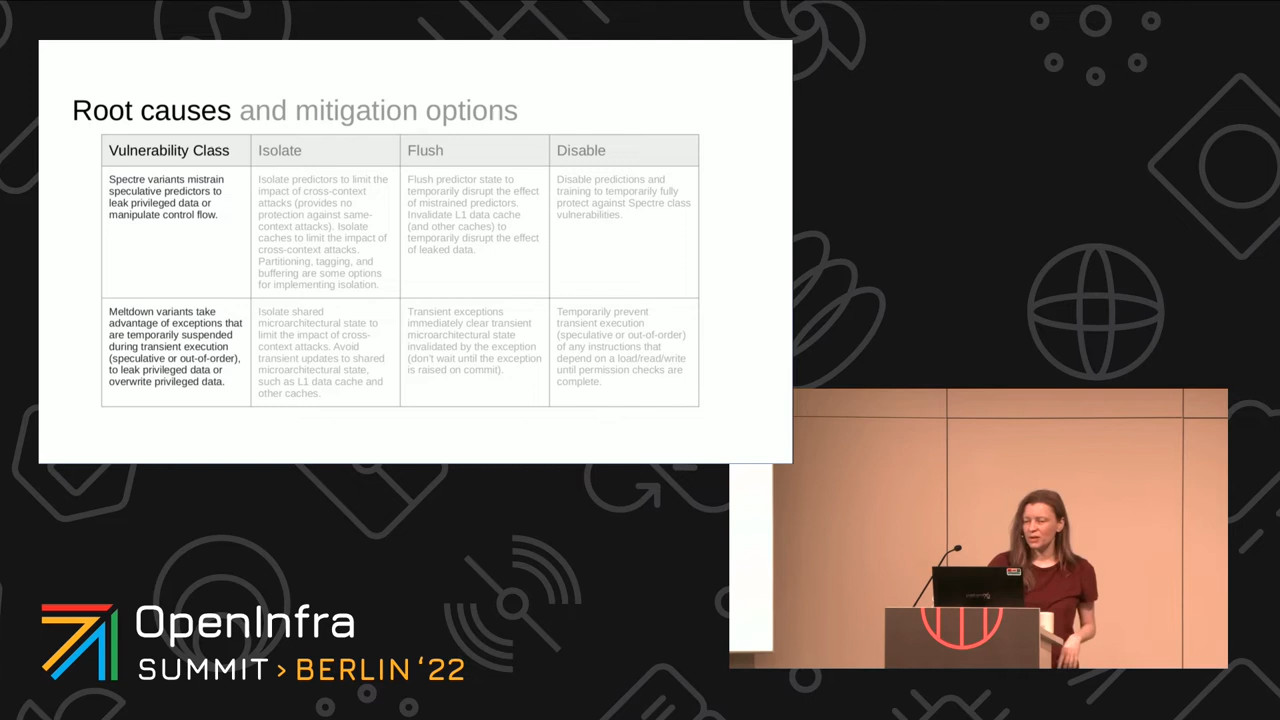 Root causes and mitigation options
Vulnerability Class
Isolate
Flush
Disable
Spectre variants mistrain
speculative predictors to
leak privileged data or
manipulate control flow.
Isolate predictors to limit the
impact of cross-context
attacks (provides no
protection against same-
context attacks). Isolate
caches to limit the impact of
cross-context attacks.
Partitioning, tagging, and
buffering are some options
for implementing isolation.
Flush predictor state to
temporarily disrupt the effect
of mistrained predictors.
Invalidate L1 data cache
(and other caches) to
temporarily disrupt the effect
of leaked data.
Disable predictions and
training to temporarily fully
protect against Spectre class
vulnerabilities.
Meltdown variants take
advantage of exceptions that
are temporarily suspended
during transient execution
(speculative or out-of-order),
to leak privileged data or
overwrite privileged data.
Isolate shared
microarchitectural state to
limit the impact of cross-
context attacks. Avoid
transient updates to shared
microarchitectural state,
such as L1 data cache and
other caches.
Transient exceptions
immediately clear transient
microarchitectural state
invalidated by the exception
(don't wait until the exception
is raised on commit).
Temporarily prevent
transient execution
(speculative or out-of-order)
of any instructions that
depend on a load/read/write
until permission checks are
complete.
OpenInfra
SUMMIT > BERLIN '22